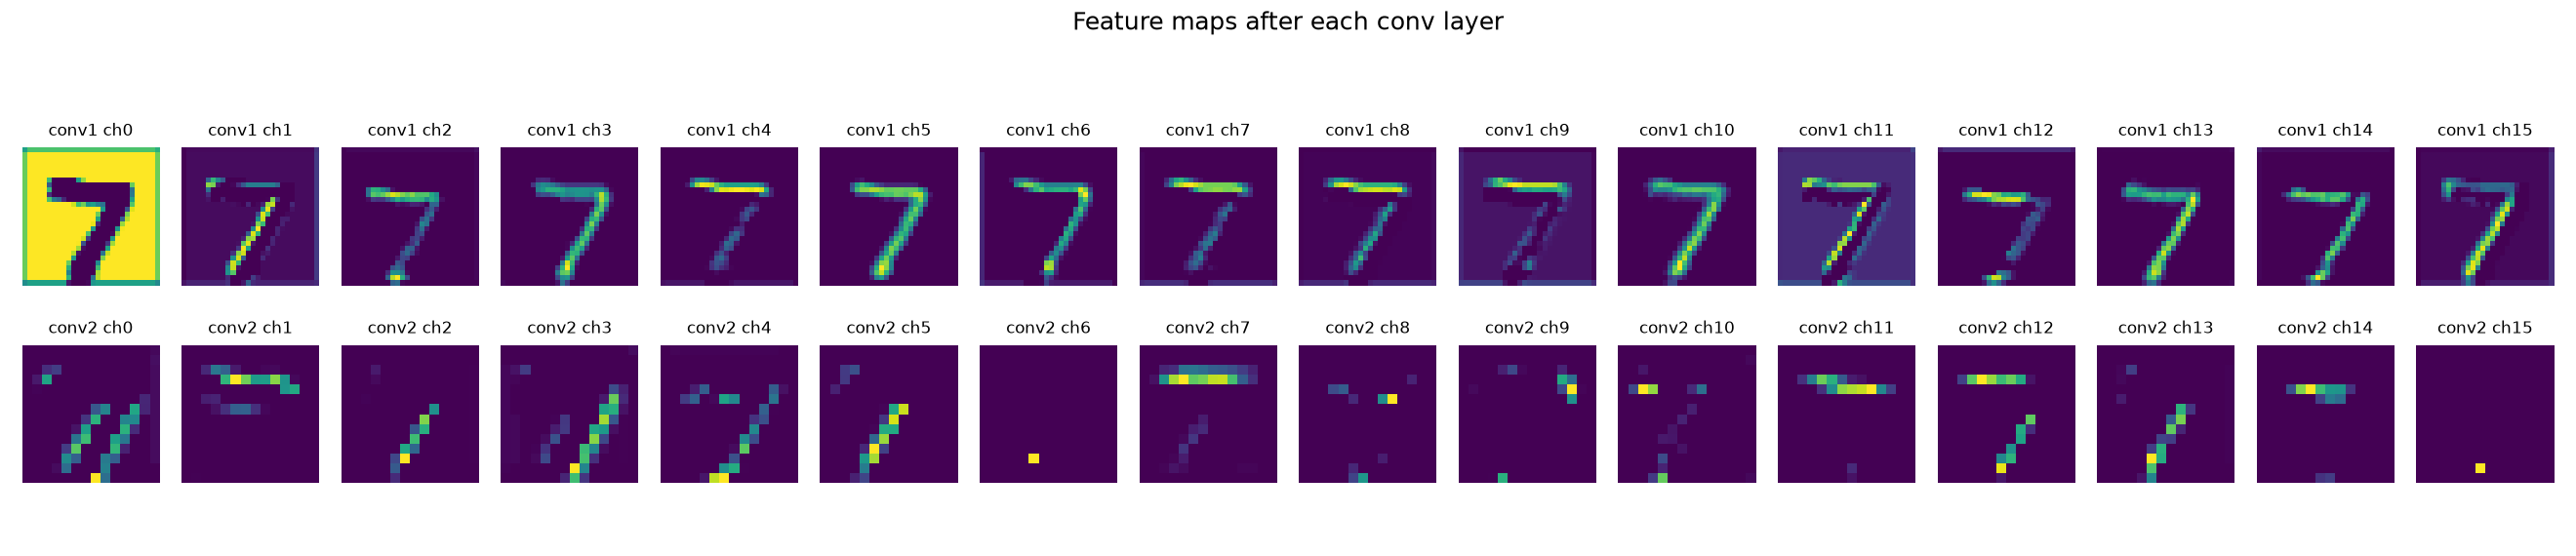 Feature maps after each conv layer
conv1 ch0 conv1 ch1 conv1 ch2 conv1 ch3 conv1 ch4 conv1 ch5 conv1 ch6 conv1 ch7 conv1 ch8 conv1 ch9 conv1 ch10 conv1 ch11 conv1 ch12 conv1 ch13 conv1 ch14 conv1 ch15
conv2 ch0 conv2 ch1 conv2 ch2 conv2 ch3 conv2 ch4 conv2 ch5 conv2 ch6 conv2 ch7 conv2 ch8 conv2 ch9 conv2 ch10 conv2 ch11 conv2 ch12 conv2 ch13 conv2 ch14 conv2 ch15